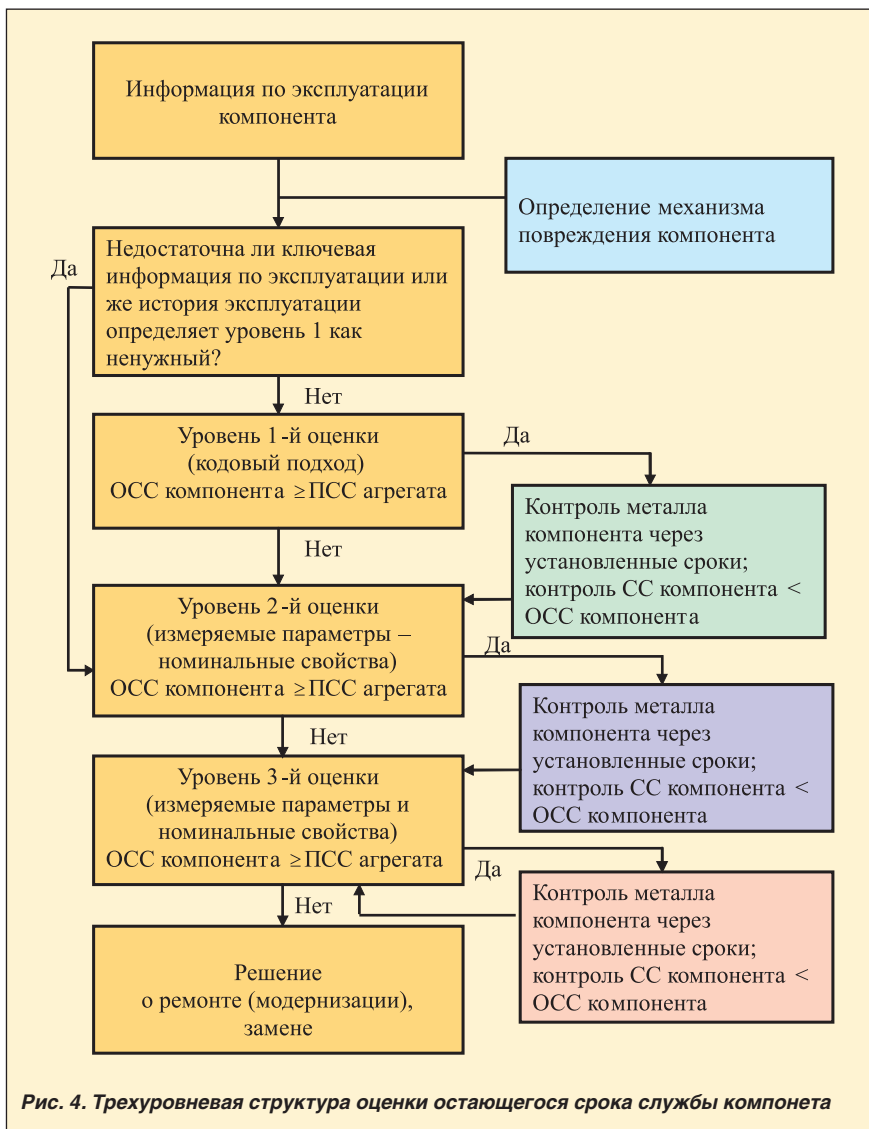 Информация по эксплуатации
компонента
Определение механизма
повреждения компонента
Да
Недостаточна ли ключевая
информация по эксплуатации или
же история эксплуатации
определяет уровень 1 как
ненужный?
Нет
Уровень 1-й оценки
(кодовый подход)
ОСС компонента ≥ПСС агрегата
Да
Контроль металла
компонента через
установленные сроки;
контроль СС компонента <
ОСС компонента
Нет
Уровень 2-й оценки
(измеряемые параметры –
номинальные свойства)
ОСС компонента ≥ПСС агрегата
Да
Контроль металла
компонента через
установленные сроки;
контроль СС компонента <
ОСС компонента
Нет
Уровень 3-й оценки
(измеряемые параметры и
номинальные свойства)
ОСС компонента ≥ПСС агрегата
Да
Контроль металла
компонента через
установленные сроки;
контроль СС компонента <
ОСС компонента
Нет
Решение
о ремонте (модернизации),
замене
Рис. 4. Трехуровневая структура оценки остающегося срока службы компонета